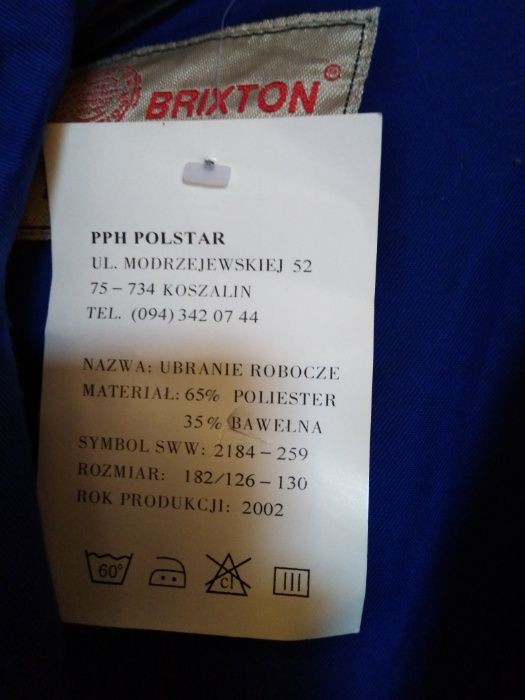 BRIXTON®
PPH POLSTAR
UL. MODRZEJEWSKIEJ 52
75 – 734 KOSZALIN
TEL. (094) 342 07 44
NAZWA: UBRANIE ROBOCZE
MATERIAŁ: 65% POLIESTER
35% BAWEŁNA
SYMBOL SWW: 2184 – 259
ROZMIAR: 182/126 – 130
ROK PRODUKCJI: 2002
60° cl